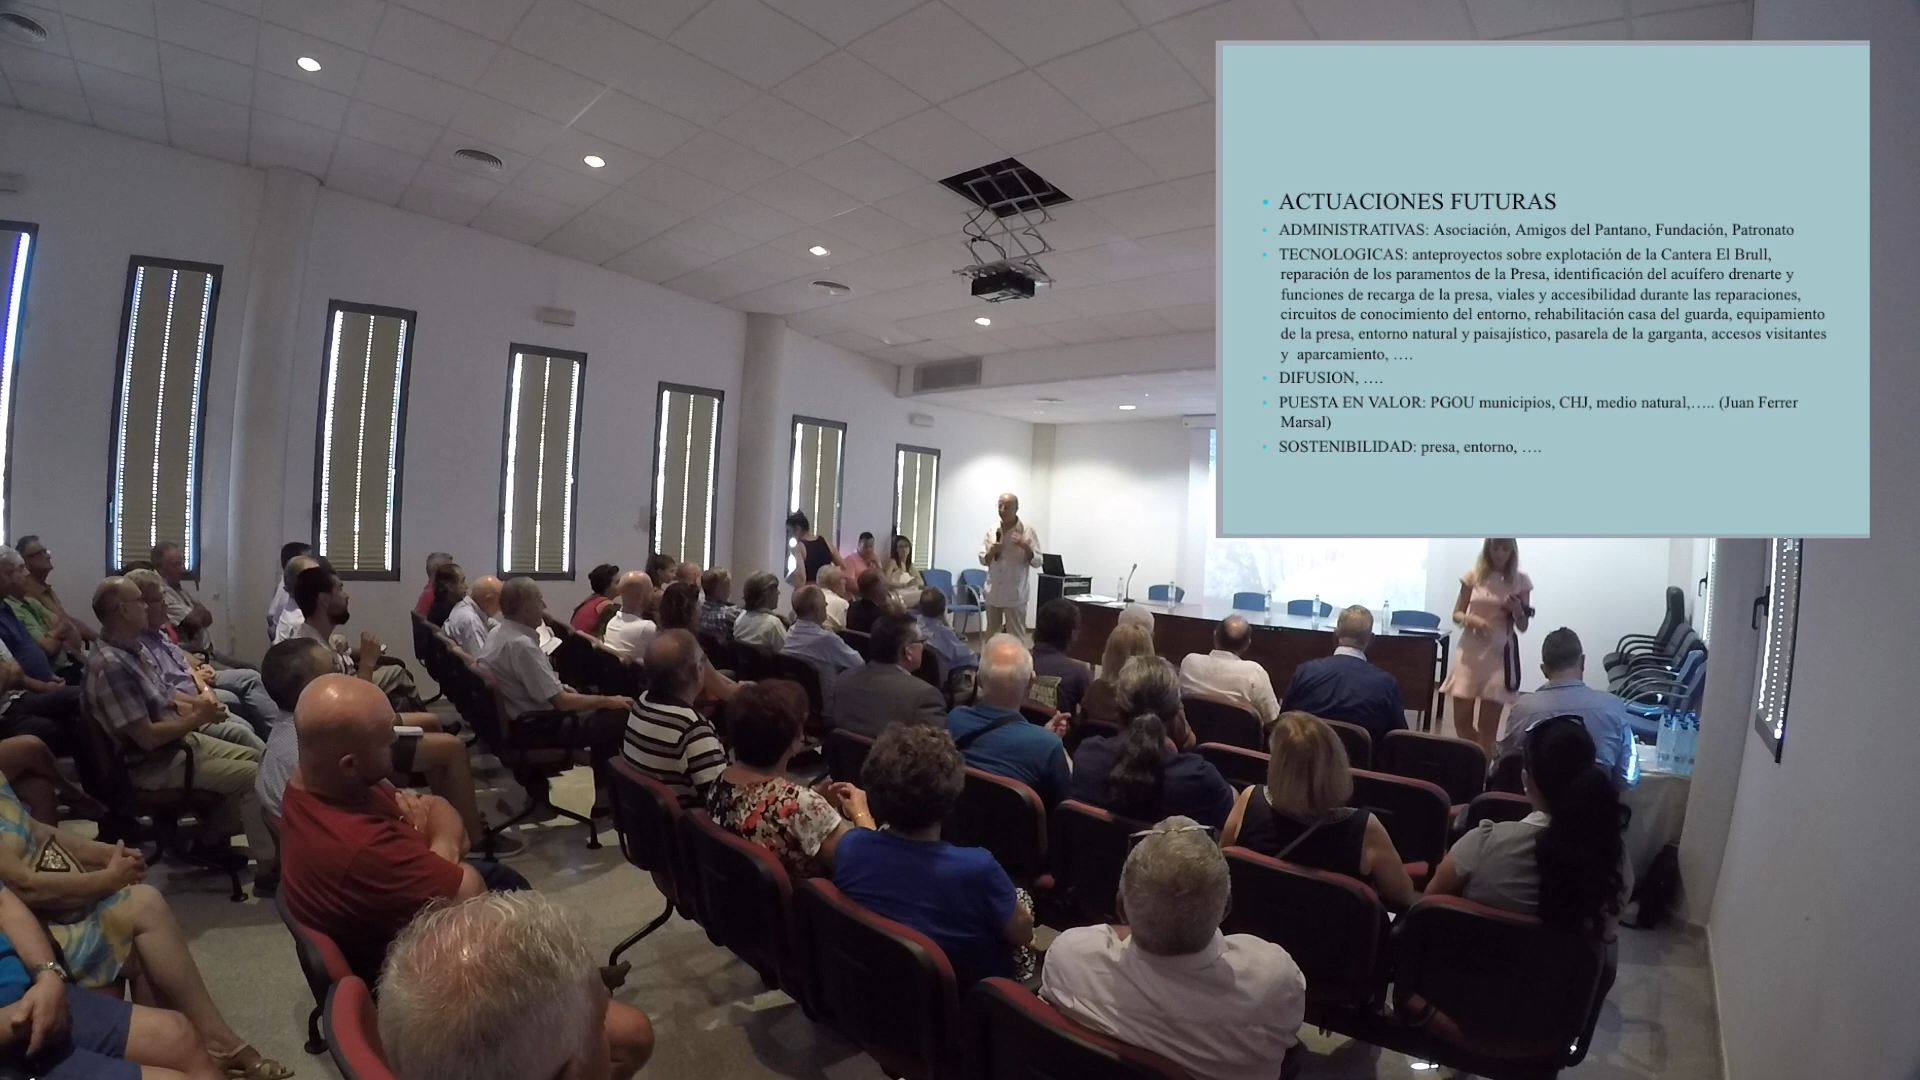 ACTUACIONES FUTURAS
ADMINISTRATIVAS: Asociación, Amigos del Pantano, Fundación, Patronato
TECNOLOGICAS: anteproyectos sobre explotación de la Cantera El Brull,
reparación de los paramentos de la Presa, identificación del acuífero drenarte y
funciones de recarga de la presa, viales y accesibilidad durante las reparaciones,
circuitos de conocimiento del entorno, rehabilitación casa del guarda, equipamiento
de la presa, entorno natural y paisajístico, pasarela de la garganta, accesos visitantes
y aparcamiento, ….
DIFUSION, ….
PUESTA EN VALOR: PGOU municipios, CHJ, medio natural,….. (Juan Ferrer
Marsal)
SOSTENIBILIDAD: presa, entorno, ….